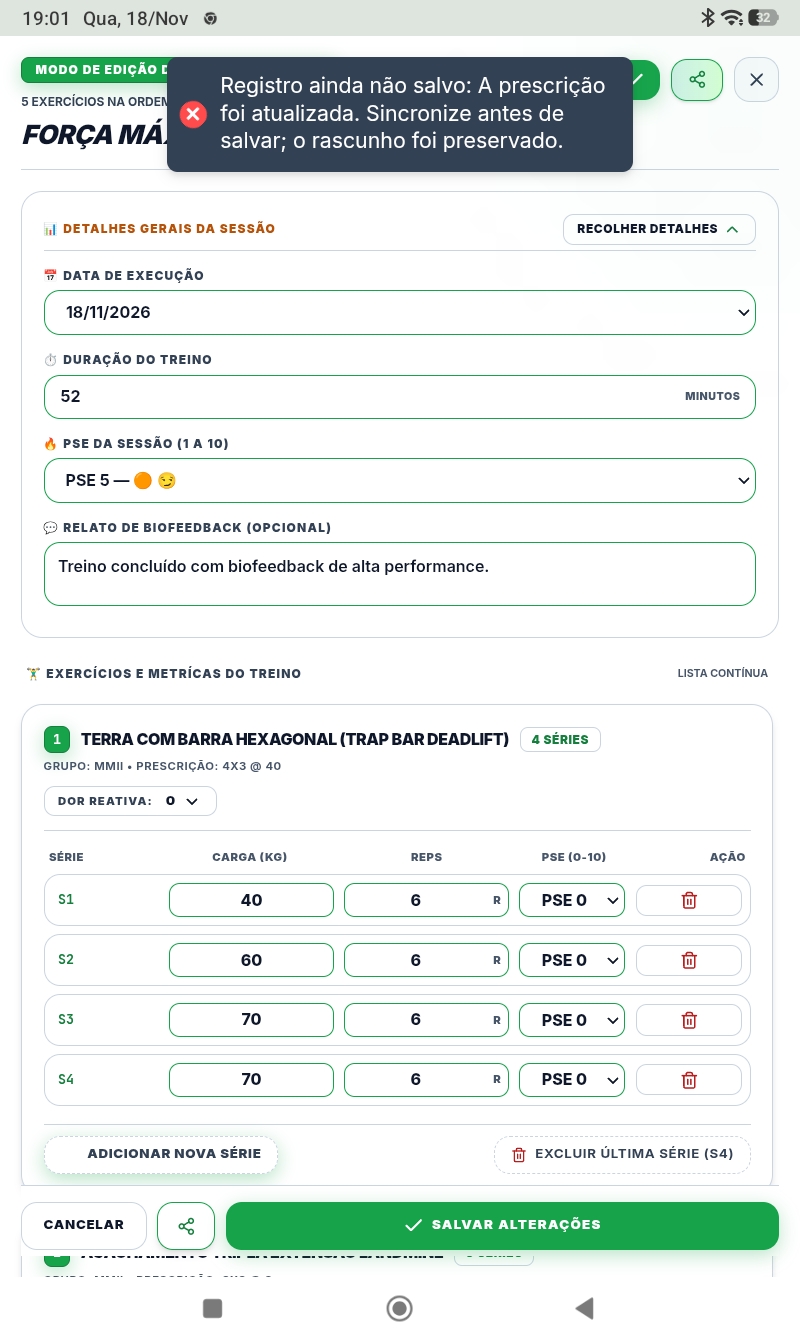 19:01 Qua, 18/Nov
32
MODO DE EDIÇÃO
5 EXERCÍCIOS NA
FORÇA
Registro ainda não salvo: A prescrição
foi atualizada. Sincronize antes de
salvar; o rascunho foi preservado.
📊 DETALHES GERAIS DA SESSÃO
RECOLHER DETALHES
📅 DATA DE EXECUÇÃO
18/11/2026
⏱ DURAÇÃO DO TREINO
52 MINUTOS
🔥 PSE DA SESSÃO (1 A 10)
PSE 5 — 🟠 😏
💬 RELATO DE BIOFEEDBACK (OPCIONAL)
Treino concluído com biofeedback de alta performance.
🏋️ EXERCÍCIOS E METRÍCAS DO TREINO
LISTA CONTÍNUA
1 TERRA COM BARRA HEXAGONAL (TRAP BAR DEADLIFT) 4 SÉRIES
GRUPO: MMII • PRESCRIÇÃO: 4X3 @ 40
DOR REATIVA: 0
SÉRIE CARGA (KG) REPS PSE (0-10) AÇÃO
S1 40 6 R PSE 0
S2 60 6 R PSE 0
S3 70 6 R PSE 0
S4 70 6 R PSE 0
ADICIONAR NOVA SÉRIE
EXCLUIR ÚLTIMA SÉRIE (S4)
CANCELAR
SALVAR ALTERAÇÕES